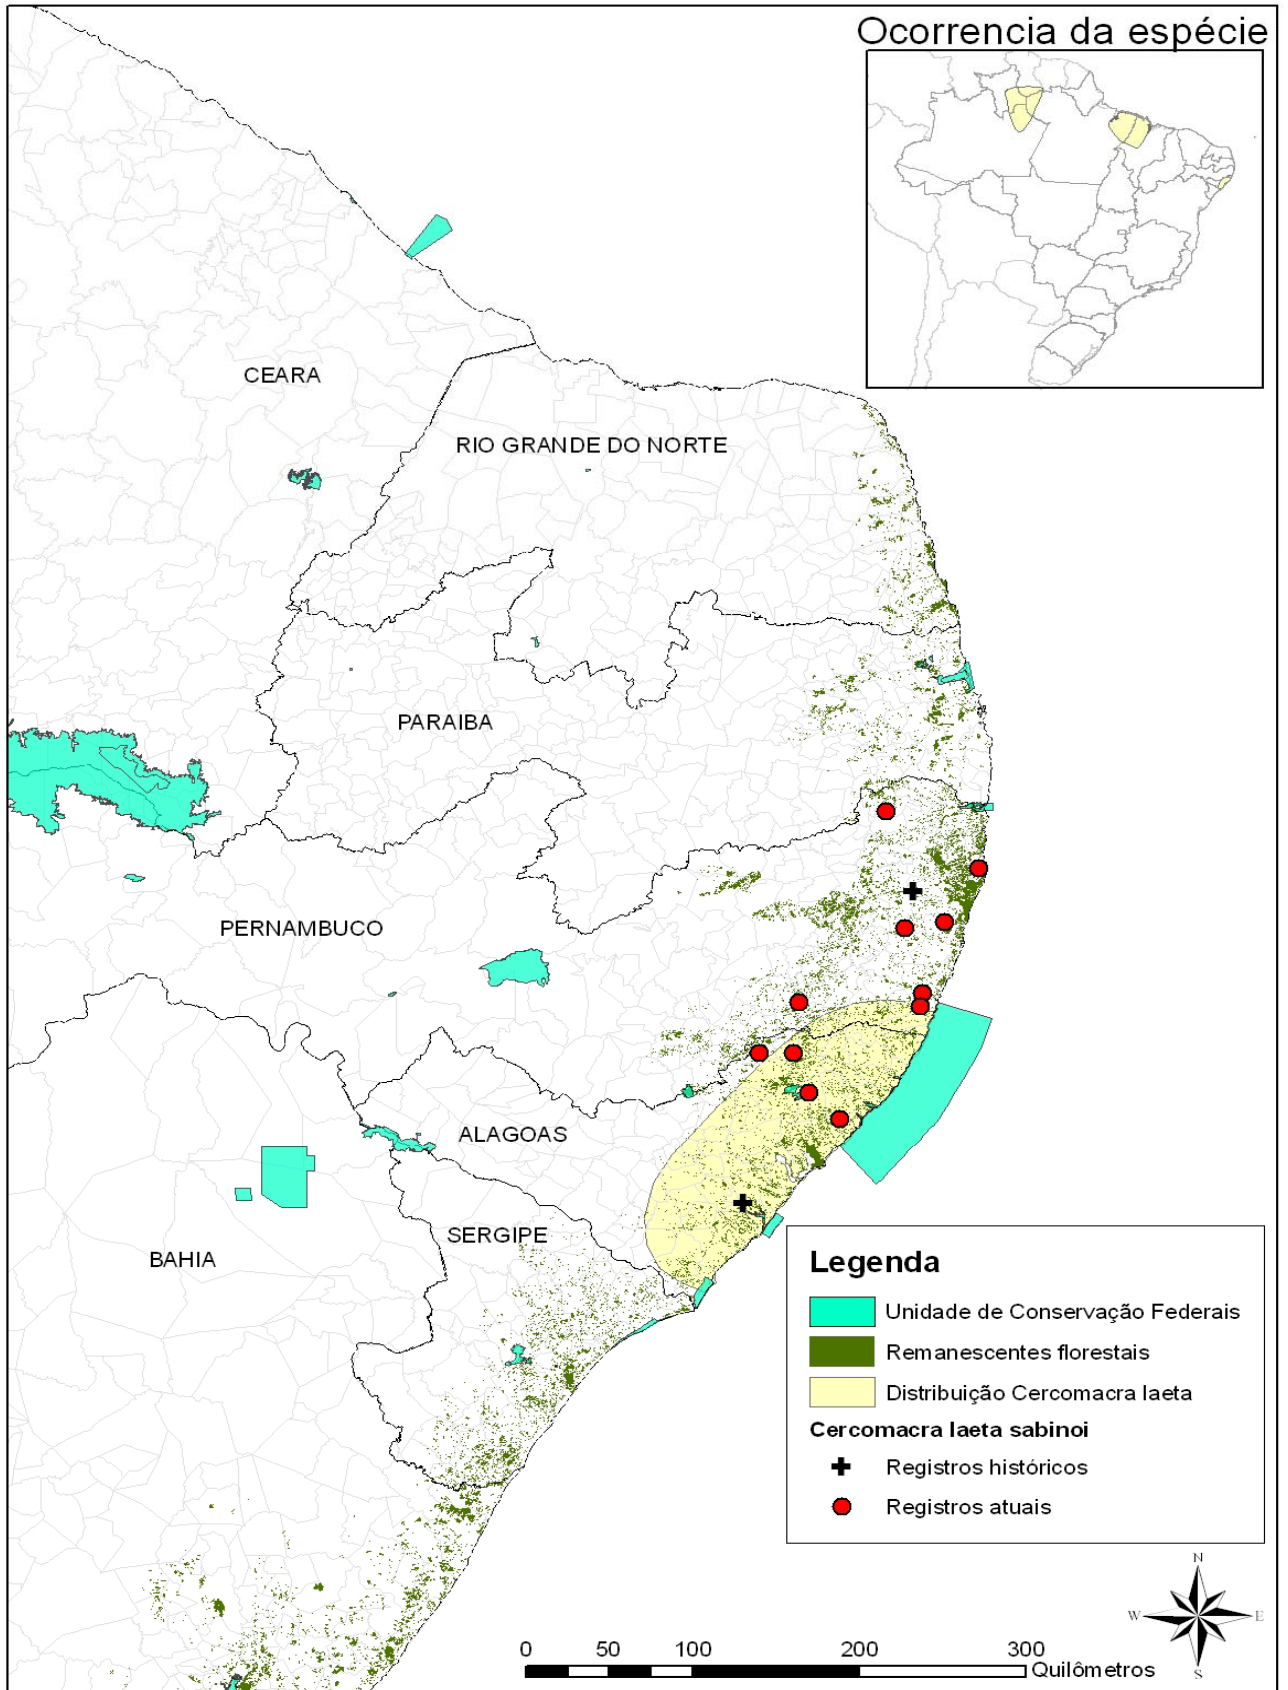 Ocorrencia da espécie
CEARA
RIO GRANDE DO NORTE
PARAIBA
PERNAMBUCO
ALAGOAS
SERGIPE
BAHIA
Legenda
Unidade de Conservação Federais
Remanescentes florestais
Distribuição Cercomacra laeta
Cercomacra laeta sabinoi
Registros históricos
Registros atuais
N
W E
S
0 50 100 200 300
Quilômetros